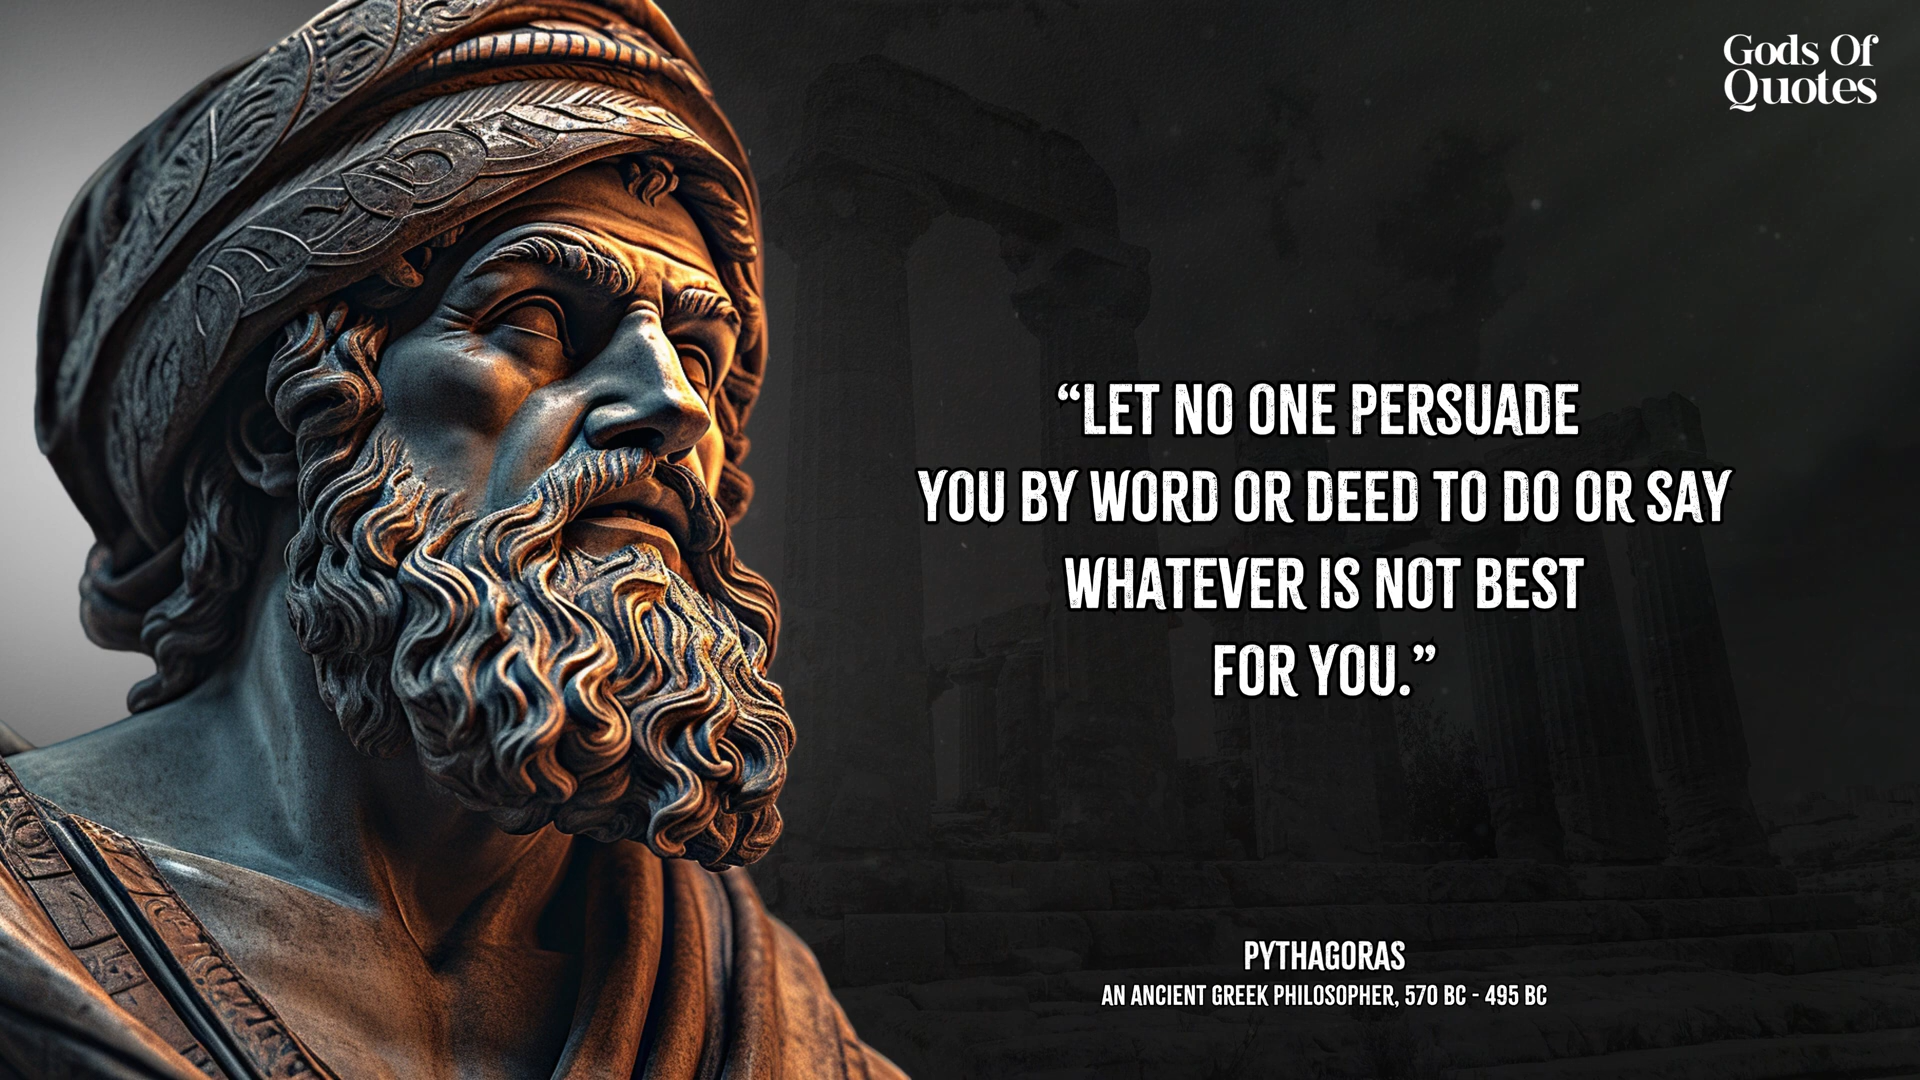 Gods Of
Quotes
“LET NO ONE PERSUADE
YOU BY WORD OR DEED TO DO OR SAY
WHATEVER IS NOT BEST
FOR YOU.”
PYTHAGORAS
AN ANCIENT GREEK PHILOSOPHER, 570 BC - 495 BC